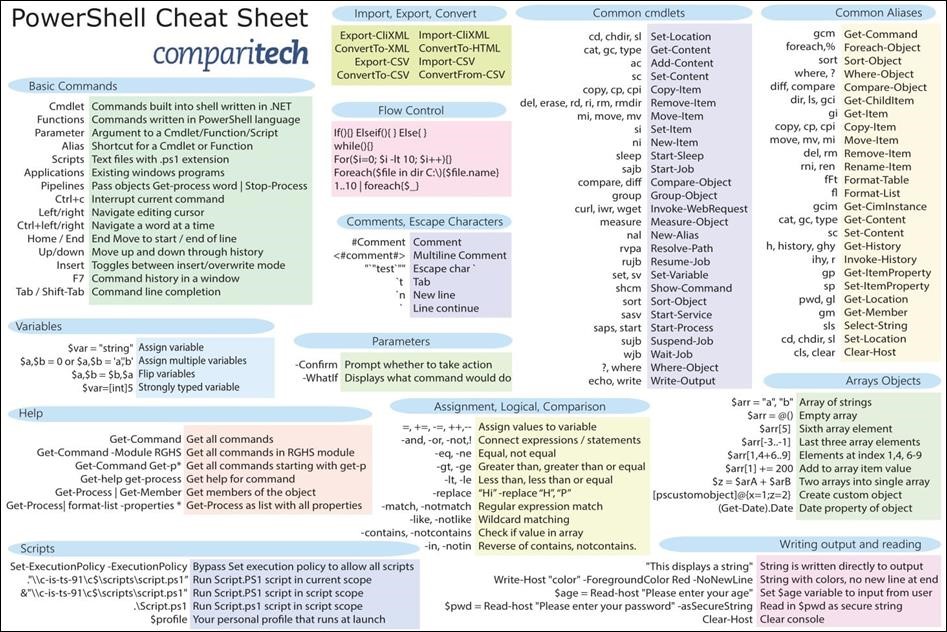 PowerShell Cheat Sheet
comparitech
Basic Commands
Cmdlet Commands built into shell written in .NET
Functions Commands written in PowerShell language
Parameter Argument to a Cmdlet/Function/Script
Alias Shortcut for a Cmdlet or Function
Scripts Text files with .ps1 extension
Applications Existing windows programs
Pipelines Pass objects Get-process word | Stop-Process
Ctrl+c Interrupt current command
Left/right Navigate editing cursor
Ctrl+left/right Navigate a word at a time
Home / End End Move to start / end of line
Up/down Move up and down through history
Insert Toggles between insert/overwrite mode
F7 Command history in a window
Tab / Shift-Tab Command line completion
Variables
$var = "string" Assign variable
$a,$b = 0 or $a,$b = 'a','b' Assign multiple variables
$a,$b = $b,$a Flip variables
$var=[int]5 Strongly typed variable
Help
Get-Command Get all commands
Get-Command -Module RGHS Get all commands in RGHS module
Get-Command Get-p* Get all commands starting with get-p
Get-help get-process Get help for command
Get-Process | Get-Member Get members of the object
Get-Process| format-list -properties * Get-Process as list with all properties
Scripts
Set-ExecutionPolicy -ExecutionPolicy Bypass Set execution policy to allow all scripts
."\\c-is-ts-91\c$\scripts\script.ps1" Run Script.PS1 script in current scope
&"\\c-is-ts-91\c$\scripts\script.ps1" Run Script.PS1 script in script scope
.\Script.ps1 Run Script.ps1 script in script scope
$profile Your personal profile that runs at launch
Import, Export, Convert
Export-CliXML Import-CliXML
ConvertTo-XML ConvertTo-HTML
Export-CSV Import-CSV
ConvertTo-CSV ConvertFrom-CSV
Flow Control
If(){} Elseif(){ } Else{ }
while(){}
For($i=0; $i -lt 10; $i++){}
Foreach($file in dir C:\){$file.name}
1..10 | foreach{$_}
Comments, Escape Characters
#Comment Comment
<#comment#> Multiline Comment
"`"test`"" Escape char `
`t Tab
`n New line
` Line continue
Parameters
-Confirm Prompt whether to take action
-WhatIf Displays what command would do
Assignment, Logical, Comparison
=, +=, -=, ++,-- Assign values to variable
-and, -or, -not,! Connect expressions / statements
-eq, -ne Equal, not equal
-gt, -ge Greater than, greater than or equal
-lt, -le Less than, less than or equal
-replace “Hi” -replace “H”, “P”
-match, -notmatch Regular expression match
-like, -notlike Wildcard matching
-contains, -notcontains Check if value in array
-in, -notin Reverse of contains, notcontains.
Common cmdlets
cd, chdir, sl Set-Location
cat, gc, type Get-Content
ac Add-Content
sc Set-Content
copy, cp, cpi Copy-Item
del, erase, rd, ri, rm, rmdir Remove-Item
mi, move, mv Move-Item
si Set-Item
ni New-Item
sleep Start-Sleep
sajb Start-Job
compare, diff Compare-Object
group Group-Object
curl, iwr, wget Invoke-WebRequest
measure Measure-Object
nal New-Alias
rvpa Resolve-Path
rujb Resume-Job
set, sv Set-Variable
shcm Show-Command
sort Sort-Object
sasv Start-Service
saps, start Start-Process
sujb Suspend-Job
wjb Wait-Job
?, where Where-Object
echo, write Write-Output
Common Aliases
gcm Get-Command
foreach,% Foreach-Object
sort Sort-Object
where, ? Where-Object
diff, compare Compare-Object
dir, ls, gci Get-ChildItem
gi Get-Item
copy, cp, cpi Copy-Item
move, mv, mi Move-Item
del, rm Remove-Item
rni, ren Rename-Item
fFt Format-Table
fl Format-List
gcim Get-CimInstance
cat, gc, type Get-Content
sc Set-Content
h, history, ghy Get-History
ihy, r Invoke-History
gp Get-ItemProperty
sp Set-ItemProperty
pwd, gl Get-Location
gm Get-Member
sls Select-String
cd, chdir, sl Set-Location
cls, clear Clear-Host
Arrays Objects
$arr = "a", "b" Array of strings
$arr = @() Empty array
$arr[5] Sixth array element
$arr[-3..-1] Last three array elements
$arr[1,4+6..9] Elements at index 1,4, 6-9
$arr[1] += 200 Add to array item value
$z = $arA + $arB Two arrays into single array
[pscustomobject]@{x=1;z=2} Create custom object
(Get-Date).Date Date property of object
Writing output and reading
"This displays a string" String is written directly to output
Write-Host "color" -ForegroundColor Red -NoNewLine String with colors, no new line at end
$age = Read-host "Please enter your age" Set $age variable to input from user
$pwd = Read-host "Please enter your password" -asSecureString Read in $pwd as secure string
Clear-Host Clear console